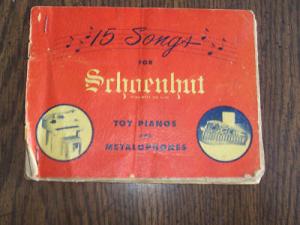 15 Songs
FOR
Schoenhut
TOY PIANOS
AND
METALOPHONES